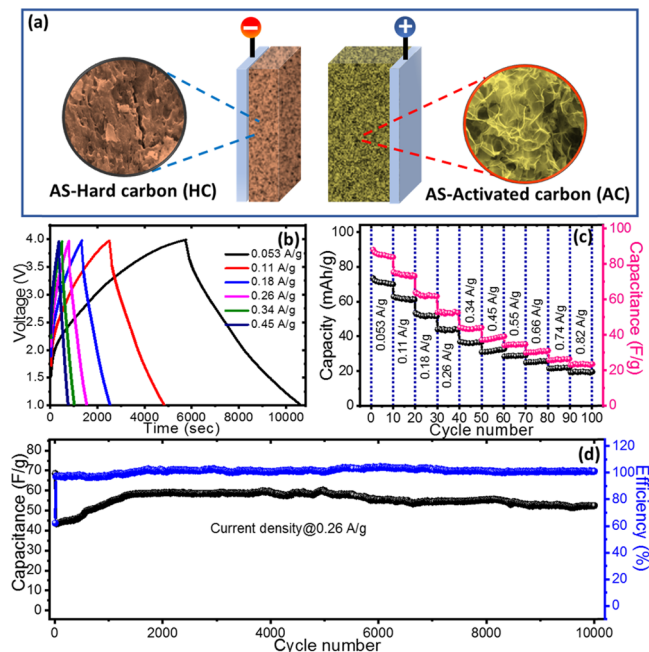 (a)
−
+
AS-Hard carbon (HC)
AS-Activated carbon (AC)
(b)
4.0
3.5
3.0
2.5
2.0
1.5
1.0
Voltage (V)
0.053 A/g
0.11 A/g
0.18 A/g
0.26 A/g
0.34 A/g
0.45 A/g
0 2000 4000 6000 8000 10000
Time (sec)
(c)
100
80
60
40
20
0
Capacity (mAh/g)
0.053 A/g
0.11 A/g
0.18 A/g
0.26 A/g
0.34 A/g
0.45 A/g
0.55 A/g
0.66 A/g
0.74 A/g
0.82 A/g
100
80
60
40
20
0
Capacitance (F/g)
0 10 20 30 40 50 60 70 80 90 100
Cycle number
(d)
80
70
60
50
40
30
20
10
0
Capacitance (F/g)
Current density@0.26 A/g
120
100
80
60
40
20
0
Efficiency (%)
0 2000 4000 6000 8000 10000
Cycle number